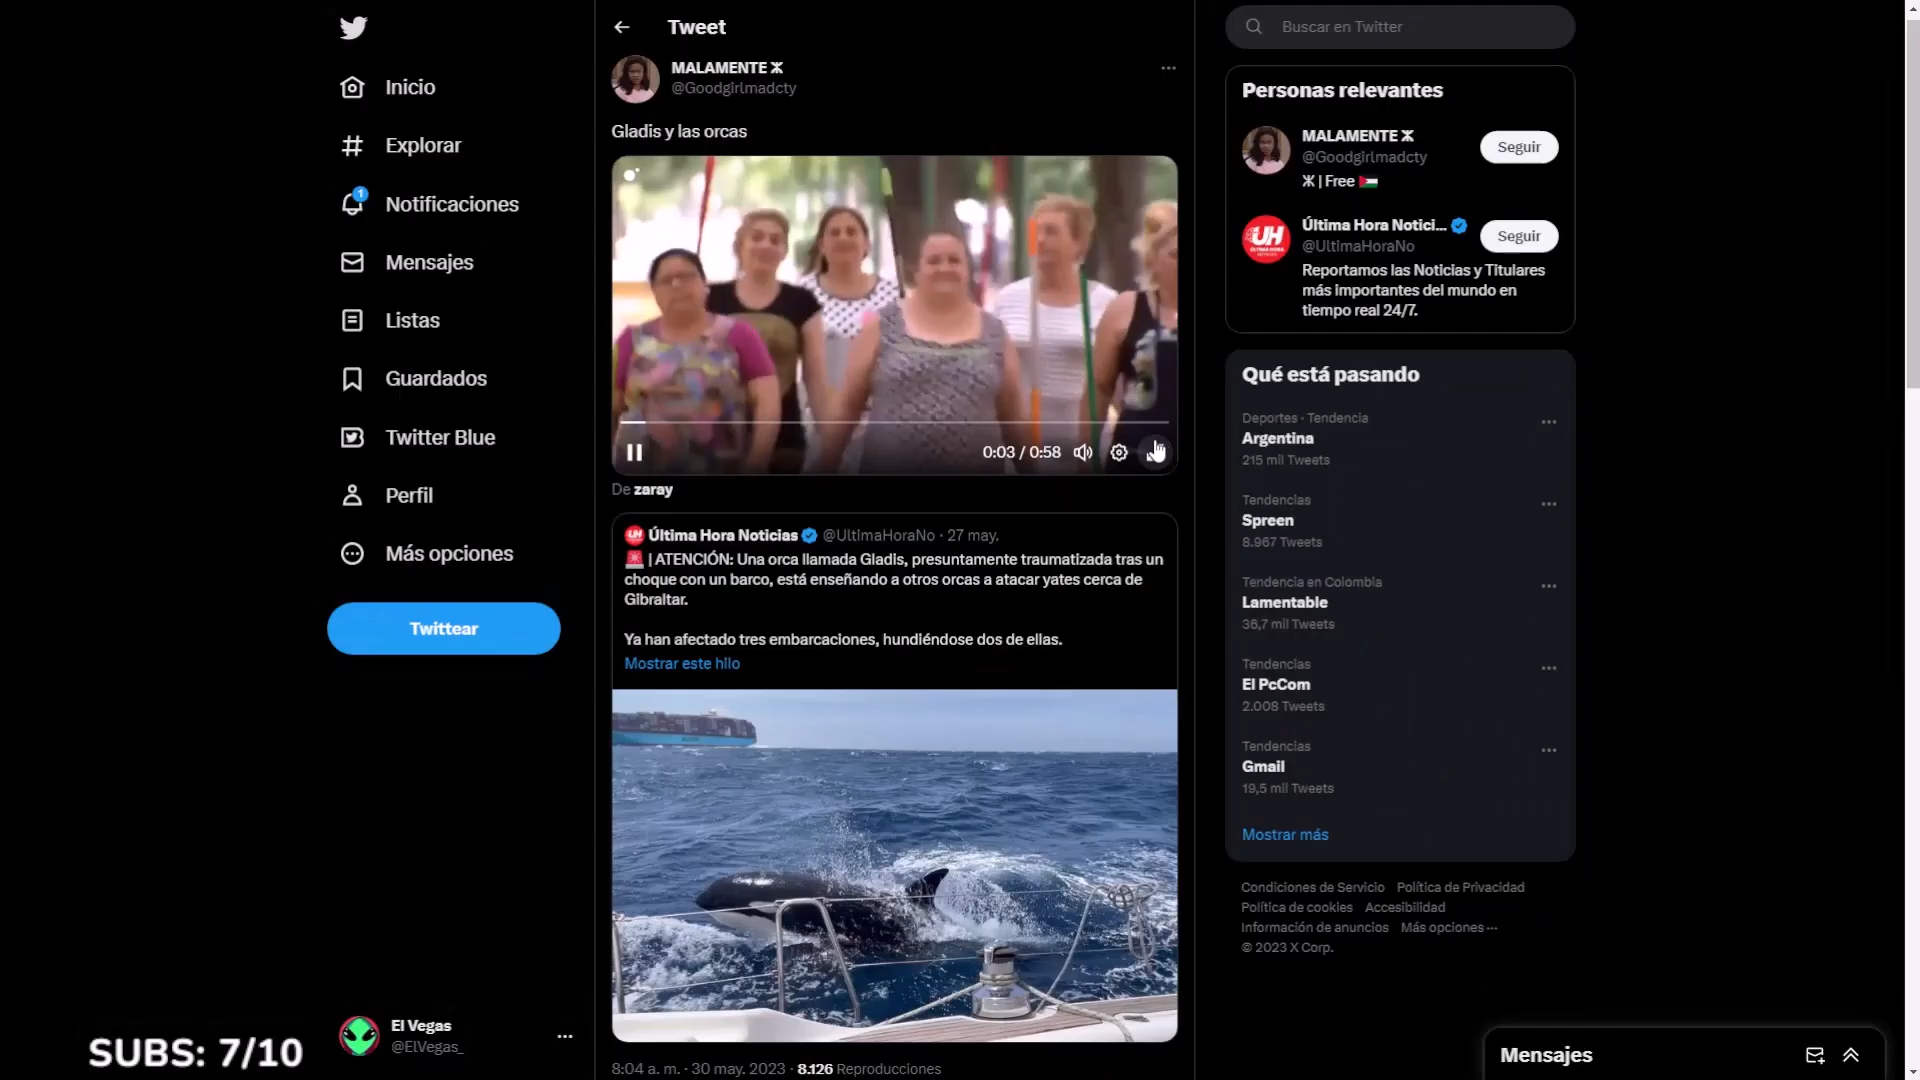 Inicio
Explorar
1
Notificaciones
Mensajes
Listas
Guardados
Twitter Blue
Perfil
Más opciones
Twittear
El Vegas
@ElVegas_
SUBS: 7/10
Tweet
MALAMENTE ⵣ
@Goodgirlmadcty
Gladis y las orcas
0:03 / 0:58
De zaray
Última Hora Noticias @UltimaHoraNo · 27 may.
🚨 | ATENCIÓN: Una orca llamada Gladis, presuntamente traumatizada tras un
choque con un barco, está enseñando a otros orcas a atacar yates cerca de
Gibraltar.
Ya han afectado tres embarcaciones, hundiéndose dos de ellas.
Mostrar este hilo
8:04 a. m. · 30 may. 2023 · 8.126 Reproducciones
Buscar en Twitter
Personas relevantes
MALAMENTE ⵣ
@Goodgirlmadcty
Seguir
ⵣ | Free 🇵🇸
UH
Última Hora Notici...
@UltimaHoraNo
Seguir
Reportamos las Noticias y Titulares
más importantes del mundo en
tiempo real 24/7.
Qué está pasando
Deportes · Tendencia
Argentina
215 mil Tweets
Tendencias
Spreen
8.967 Tweets
Tendencia en Colombia
Lamentable
36,7 mil Tweets
Tendencias
El PcCom
2.008 Tweets
Tendencias
Gmail
19,5 mil Tweets
Mostrar más
Condiciones de Servicio Política de Privacidad
Política de cookies Accesibilidad
Información de anuncios Más opciones ···
© 2023 X Corp.
Mensajes